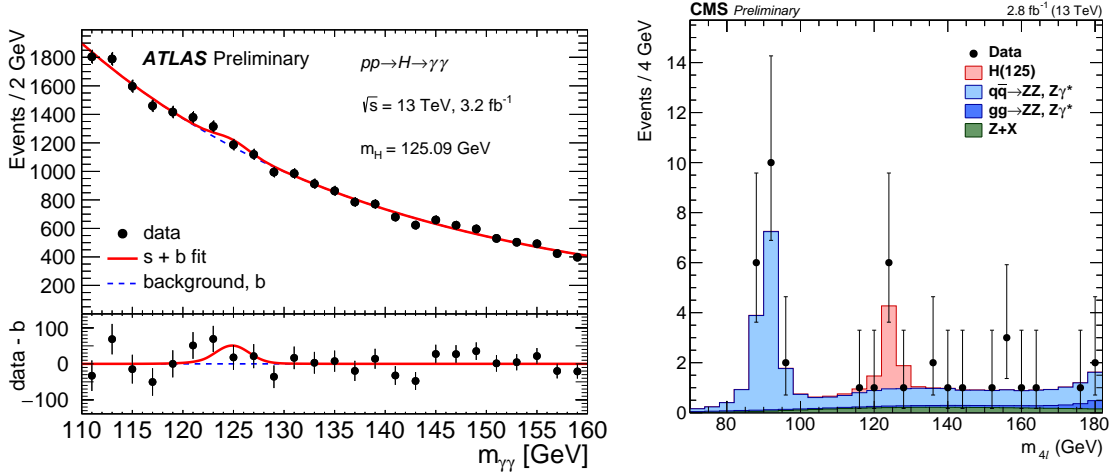 ATLAS Preliminary
pp→H→γγ
√s = 13 TeV, 3.2 fb⁻¹
m_H = 125.09 GeV
Events / 2 GeV
1800
1600
1400
1200
1000
800
600
400
200
data
s + b fit
background, b
data - b
100
0
−100
110 115 120 125 130 135 140 145 150 155 160
m_γγ [GeV]
CMS Preliminary 2.8 fb⁻¹ (13 TeV)
Events / 4 GeV
14
12
10
8
6
4
2
0
Data
H(125)
qq̅→ZZ, Zγ*
gg→ZZ, Zγ*
Z+X
80 100 120 140 160 180
m_4l (GeV)